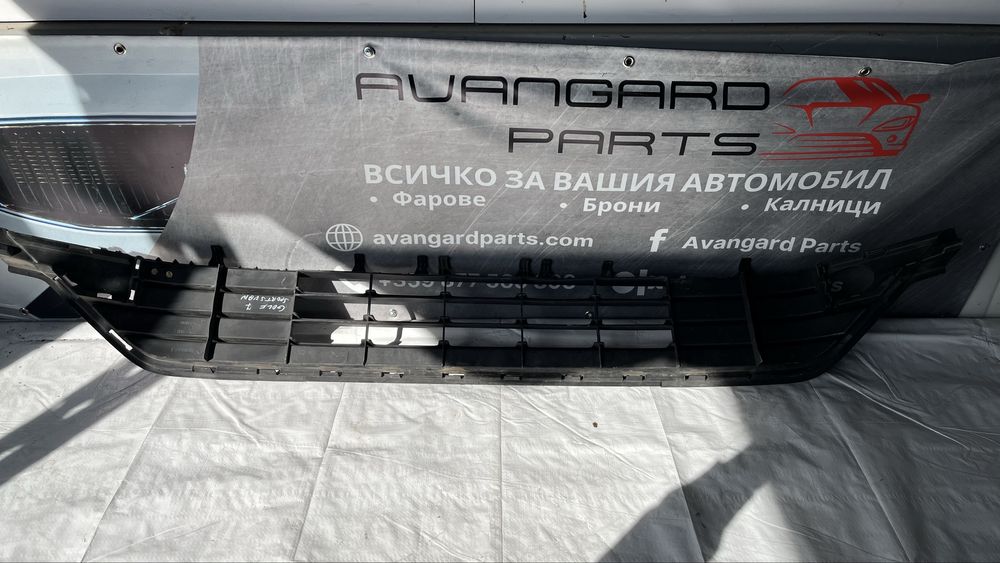 AVANGARD
PARTS
ВСИЧКО ЗА ВАШИЯ АВТОМОБИЛ
• Фарове • Брони • Калници
avangardparts.com f Avangard Parts
GOLF 7
SPORTSVAN